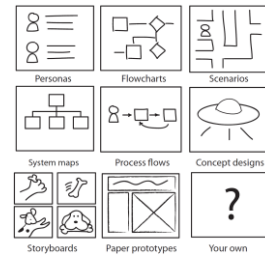 Personas
Flowcharts
Scenarios
System maps
Process flows
Concept designs
?
Storyboards
Paper prototypes
Your own